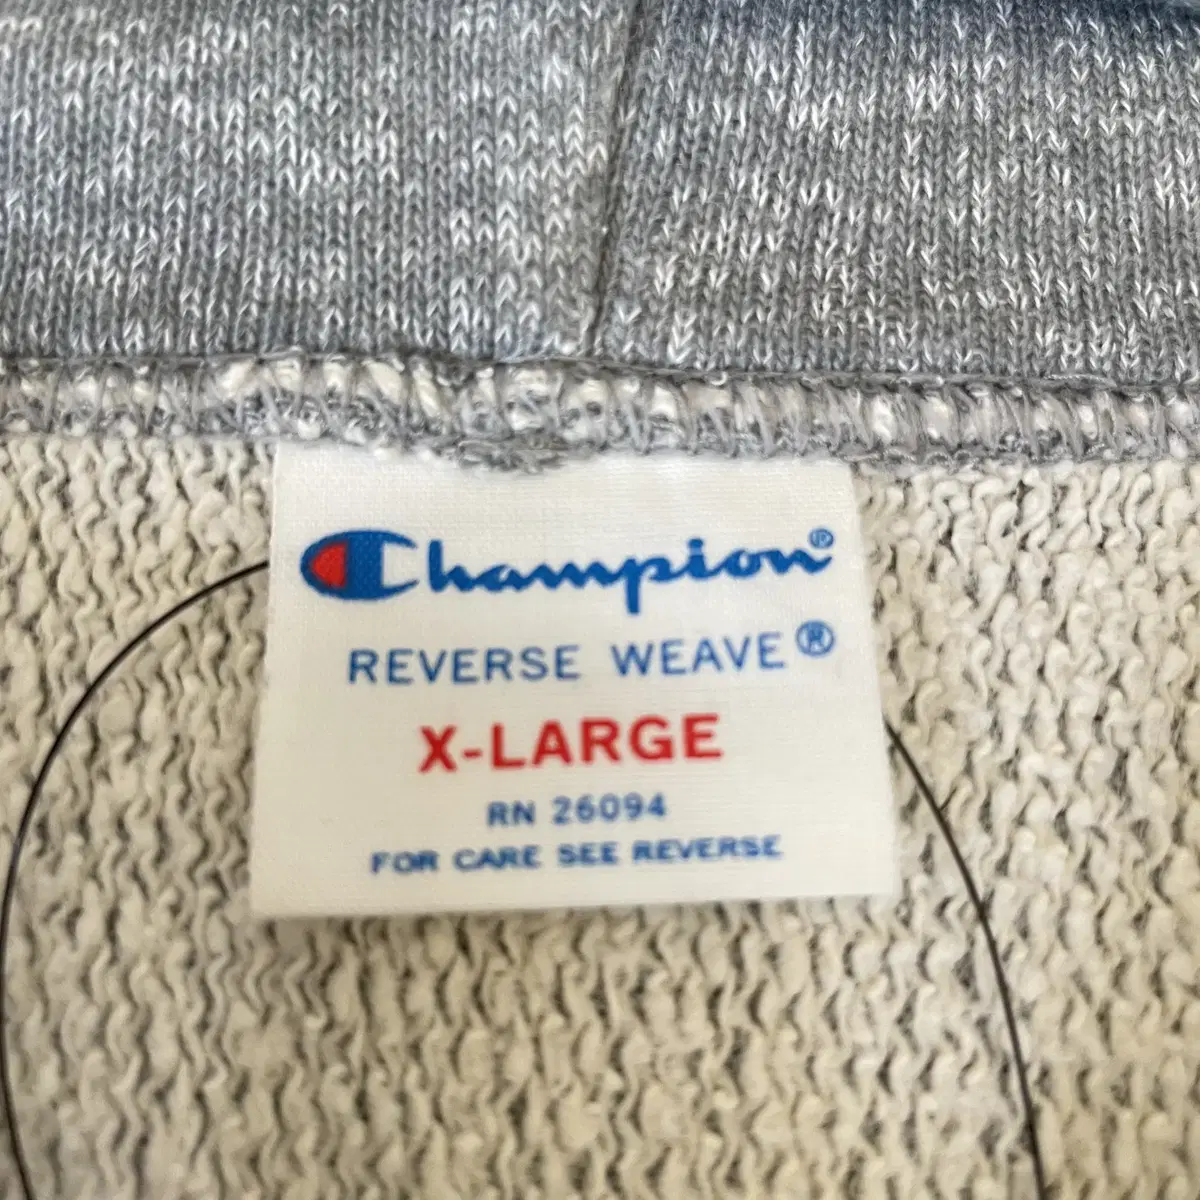 Champion®
REVERSE WEAVE®
X-LARGE
RN 26094
FOR CARE SEE REVERSE